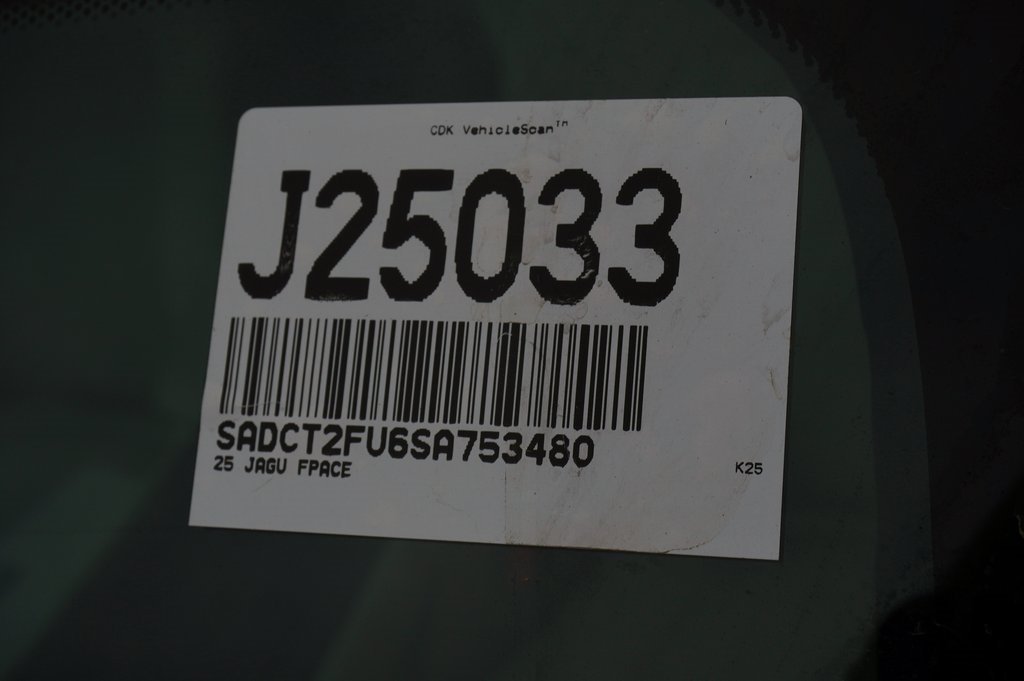 CDK VehicleScan™
J25033
SADCT2FU6SA753480
25 JAGU FPACE
K25